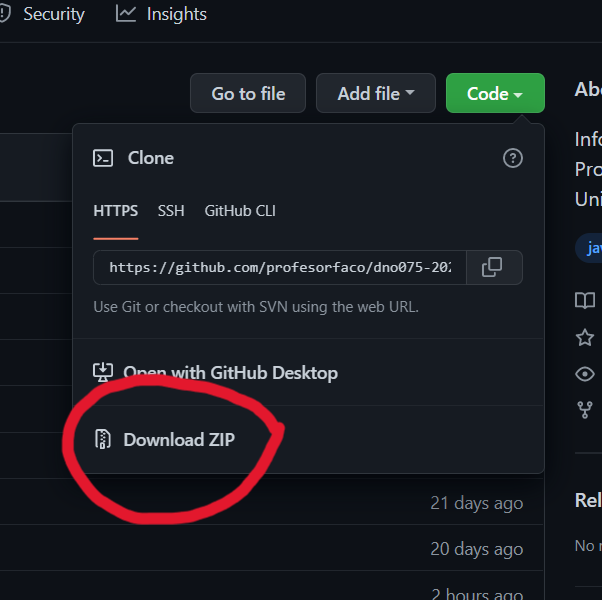 Security Insights
Go to file Add file Code
Clone
HTTPS SSH GitHub CLI
https://github.com/profesorfaco/dno075-202
Use Git or checkout with SVN using the web URL.
Open with GitHub Desktop
Download ZIP
21 days ago
20 days ago
2 hours ago
Abo
Info
Pro
Uni
jav
Rel
No r